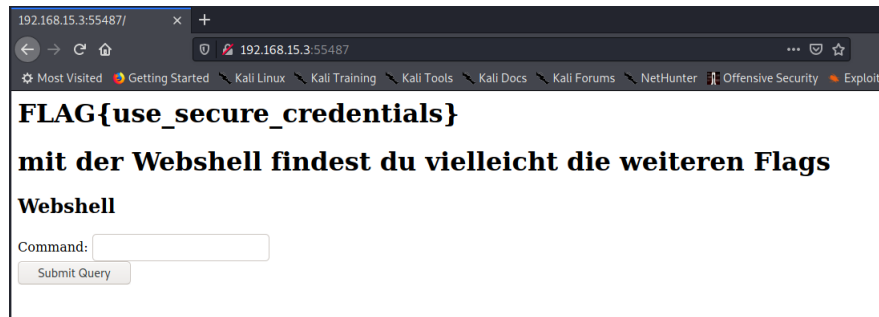 192.168.15.3:55487/
192.168.15.3:55487
Most Visited Getting Started Kali Linux Kali Training Kali Tools Kali Docs Kali Forums NetHunter Offensive Security Exploit
FLAG{use_secure_credentials}
mit der Webshell findest du vielleicht die weiteren Flags
Webshell
Command:
Submit Query